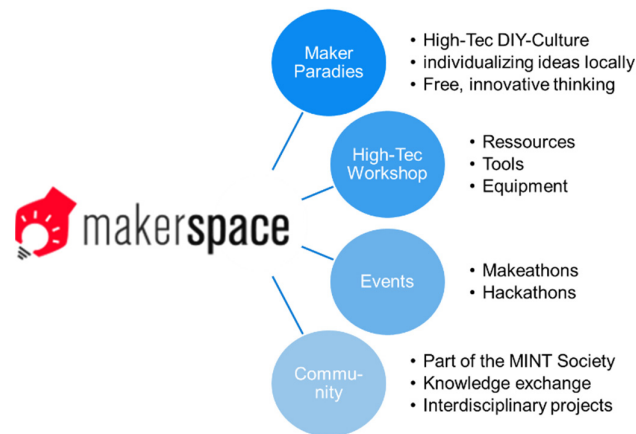 Maker
Paradies
• High-Tec DIY-Culture
• individualizing ideas locally
• Free, innovative thinking
High-Tec
Workshop
• Ressources
• Tools
• Equipment
makerspace
Events
• Makeathons
• Hackathons
Commu-
nity
• Part of the MINT Society
• Knowledge exchange
• Interdisciplinary projects